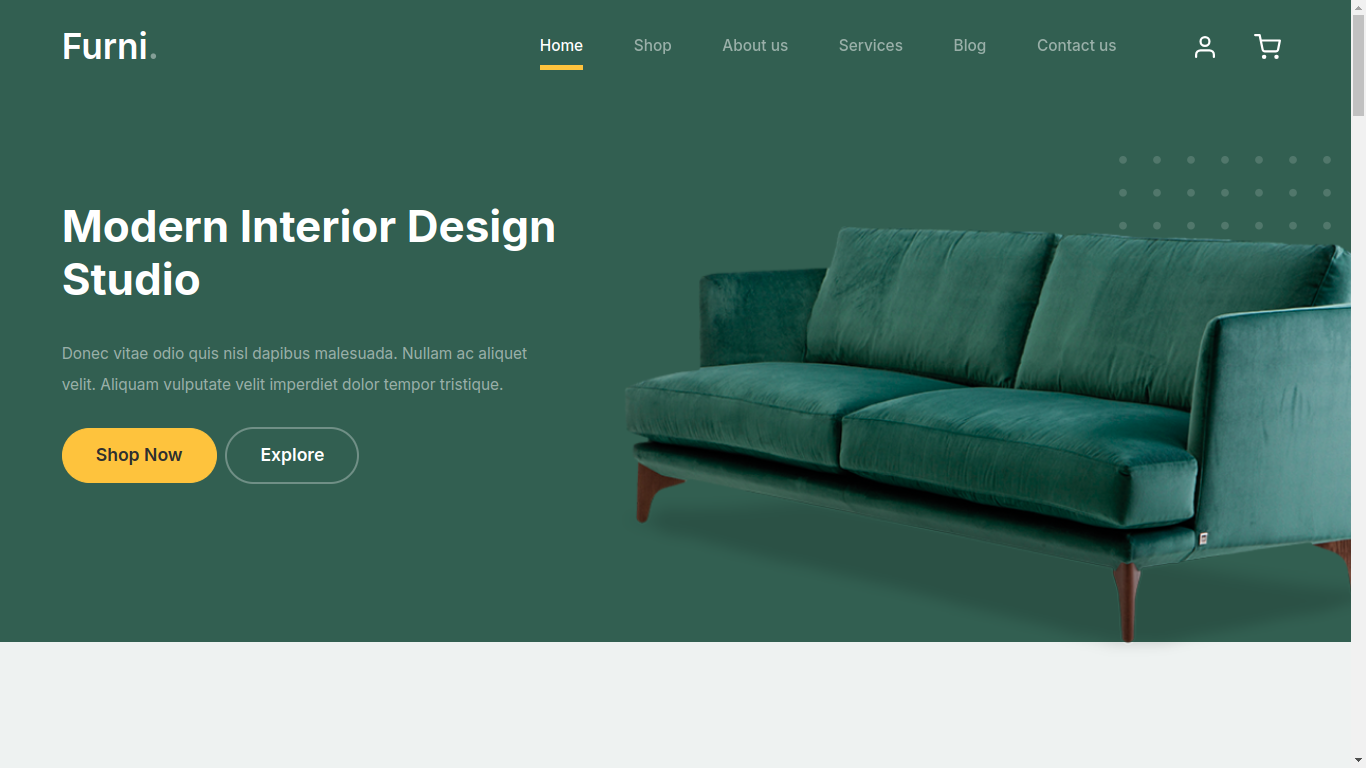 Furni.
Home
Shop
About us
Services
Blog
Contact us
Modern Interior Design
Studio
Donec vitae odio quis nisl dapibus malesuada. Nullam ac aliquet
velit. Aliquam vulputate velit imperdiet dolor tempor tristique.
Shop Now
Explore